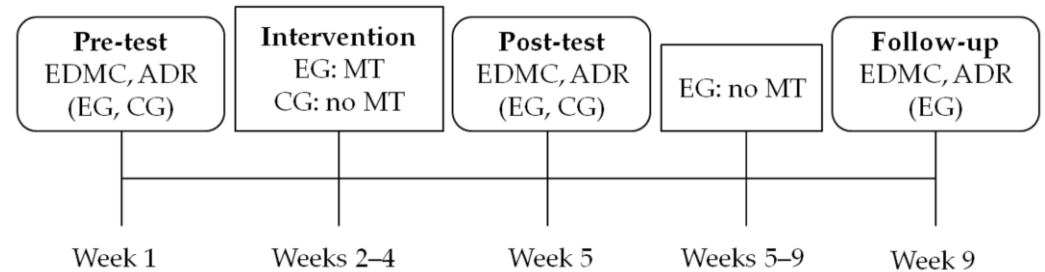 Pre-test
EDMC, ADR
(EG, CG)
Intervention
EG: MT
CG: no MT
Post-test
EDMC, ADR
(EG, CG)
EG: no MT
Follow-up
EDMC, ADR
(EG)
Week 1
Weeks 2–4
Week 5
Weeks 5–9
Week 9